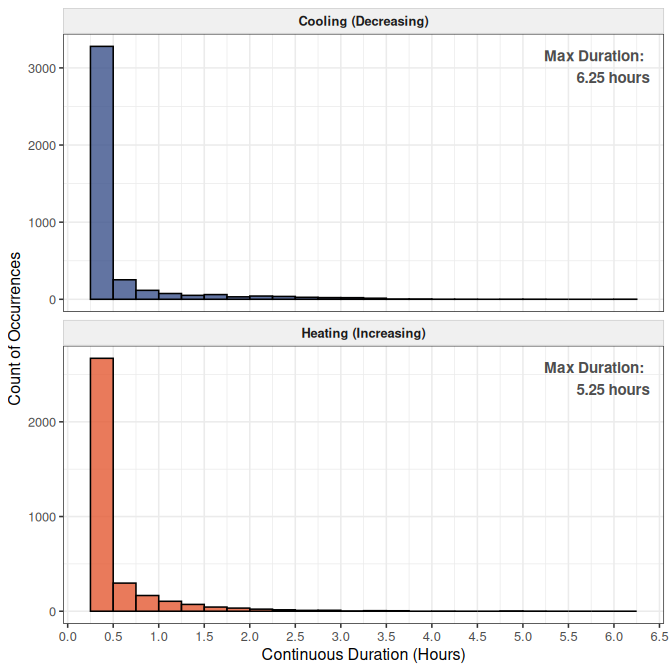 Cooling (Decreasing)
Max Duration:
6.25 hours
3000
2000
1000
0
Count of Occurrences
Heating (Increasing)
Max Duration:
5.25 hours
2000
1000
0
0.0 0.5 1.0 1.5 2.0 2.5 3.0 3.5 4.0 4.5 5.0 5.5 6.0 6.5
Continuous Duration (Hours)